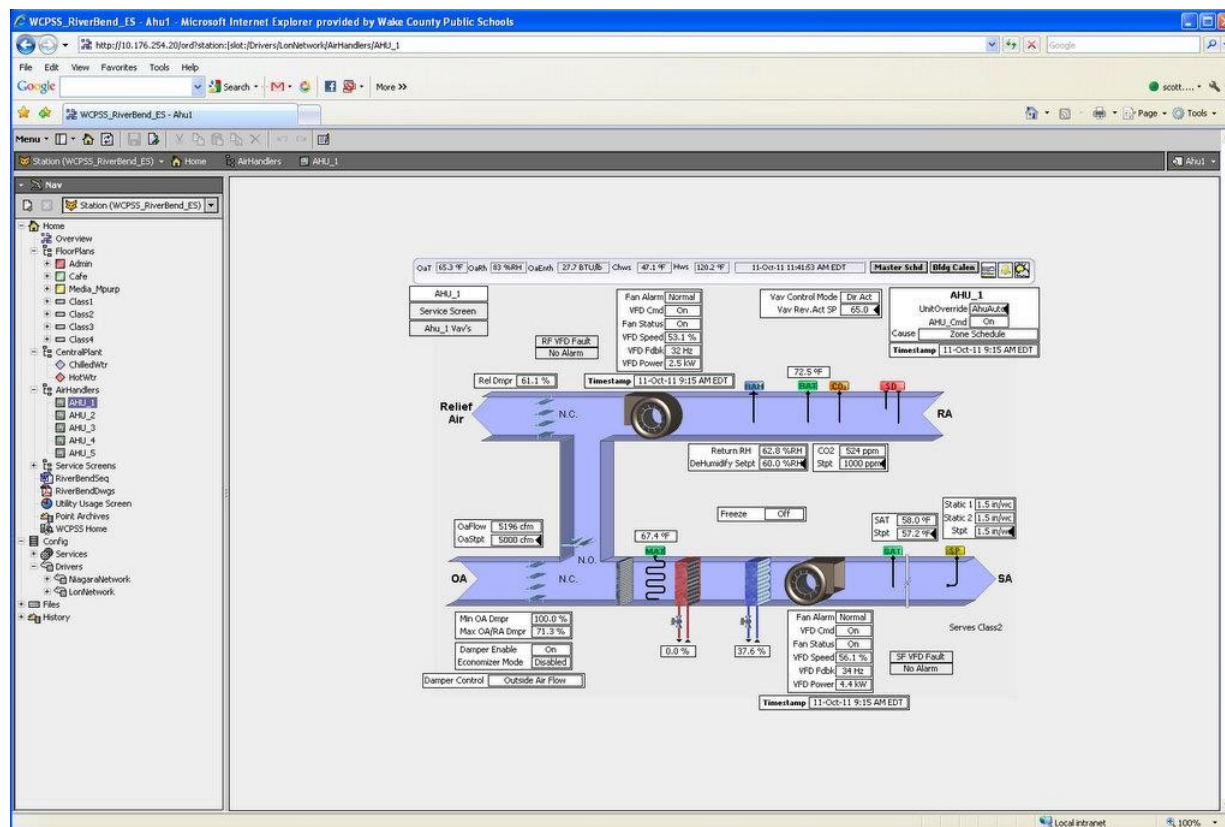 WCPSS_RiverBend_ES - Ahu1 - Microsoft Internet Explorer provided by Wake County Public Schools
http://10.176.254.20/ord?station:|slot:/Drivers/LonNetwork/AirHandlers/AHU_1
Google
File Edit View Favorites Tools Help
Google Search More >> scott....
WCPSS_RiverBend_ES - Ahu1 Page Tools
Menu
Station (WCPSS_RiverBend_ES) Home AirHandlers AHU_1 Ahu1
Nav
Station (WCPSS_RiverBend_ES)
Home
Overview
FloorPlans
Admin
Cafe
Media_Mpurp
Class1
Class2
Class3
Class4
CentralPlant
ChilledWtr
HotWtr
AirHandlers
AHU_1
AHU_2
AHU_3
AHU_4
AHU_5
Service Screens
RiverBendSeq
RiverBendDwgs
Utility Usage Screen
Point Archives
WCPSS Home
Config
Services
Drivers
NiagaraNetwork
LonNetwork
Files
History
OaT 65.3 ºF OaRh 83 %RH OaEnth 27.7 BTU/lb Chws 47.1 ºF Hws 120.2 ºF 11-Oct-11 11:41:53 AM EDT Master Schd Bldg Calen
AHU_1
Service Screen
Ahu_1 Vav's
RF VFD Fault
No Alarm
Fan Alarm Normal
VFD Cmd On
Fan Status On
VFD Speed 53.1 %
VFD Fdbk 32 Hz
VFD Power 2.5 kW
Timestamp 11-Oct-11 9:15 AM EDT
Vav Control Mode Dir Act
Vav Rev.Act SP 65.0
AHU_1
UnitOverride AhuAuto
AHU_Cmd On
Cause Zone Schedule
Timestamp 11-Oct-11 9:15 AM EDT
Rel Dmpr 61.1 %
72.5 ºF
RAH RAT CO2 SD
Relief Air
N.C.
RA
Return RH 62.8 %RH
DeHumidify Setpt 60.0 %RH
CO2 524 ppm
Stpt 1000 ppm
Freeze Off
OaFlow 5196 cfm
OaStpt 5000 cfm
67.4 ºF
MAT
SAT 58.0 ºF
Stpt 57.2 ºF
Static 1 1.5 in/wc
Static 2 1.5 in/wc
Stpt 1.5 in/wc
SAT SP
N.O.
OA
N.C.
SA
Min OA Dmpr 100.0 %
Max OA/RA Dmpr 71.3 %
Damper Enable On
Economizer Mode Disabled
Damper Control Outside Air Flow
0.0 %
37.6 %
Fan Alarm Normal
VFD Cmd On
Fan Status On
VFD Speed 56.1 %
VFD Fdbk 34 Hz
VFD Power 4.4 kW
Timestamp 11-Oct-11 9:15 AM EDT
SF VFD Fault
No Alarm
Serves Class2
Local intranet 100%